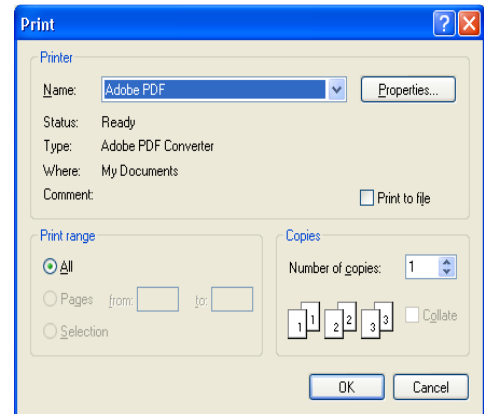 Print
Printer
Name: Adobe PDF Properties...
Status: Ready
Type: Adobe PDF Converter
Where: My Documents
Comment:
Print to file
Print range
All
Pages from: to:
Selection
Copies
Number of copies: 1
1 1 2 2 3 3 Collate
OK Cancel